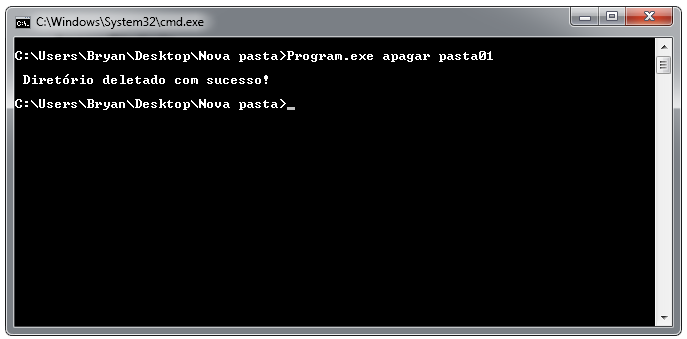 C:\Windows\System32\cmd.exe
C:\Users\Bryan\Desktop\Nova pasta>Program.exe apagar pasta01
Diretório deletado com sucesso!
C:\Users\Bryan\Desktop\Nova pasta>_